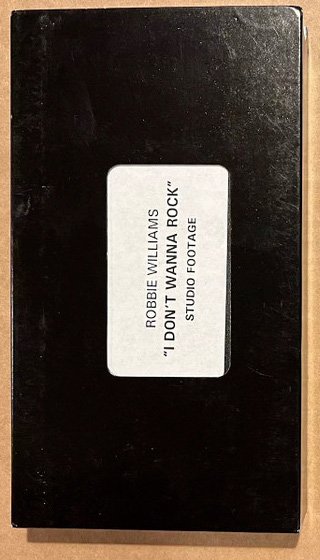 ROBBIE WILLIAMS
"I DON'T WANNA ROCK"
STUDIO FOOTAGE